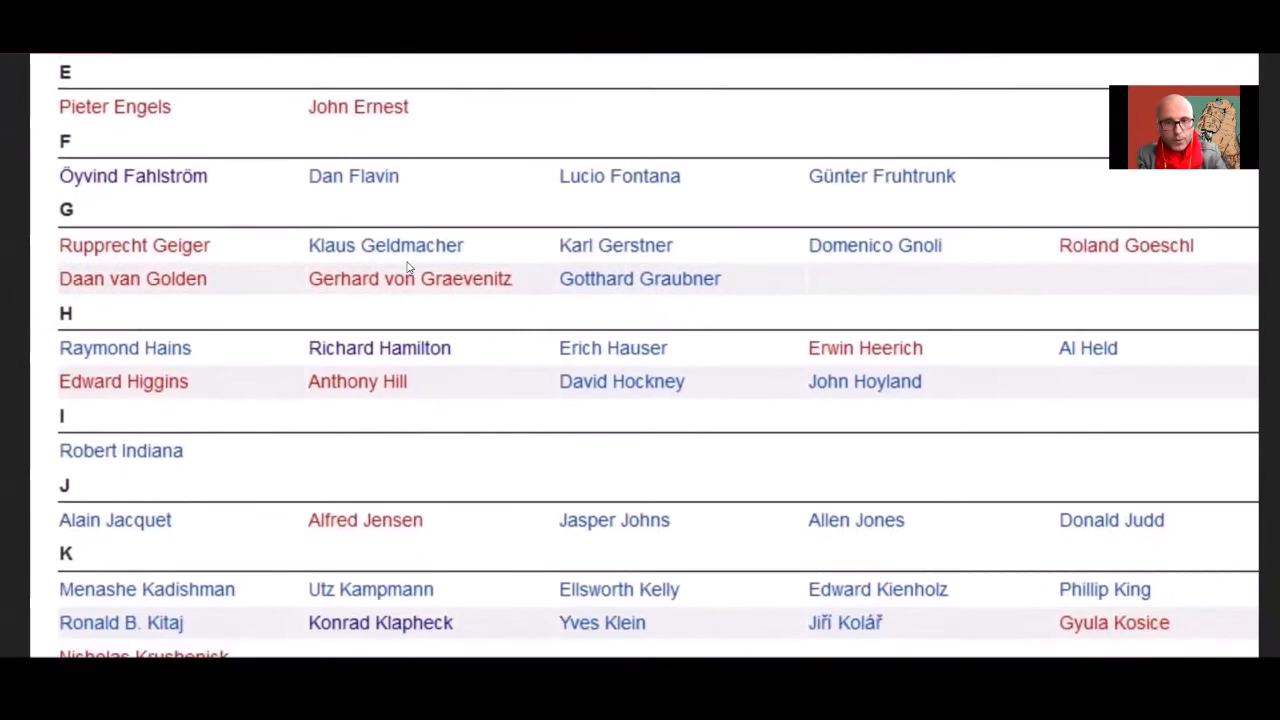 E
Pieter Engels John Ernest
F
Öyvind Fahlström Dan Flavin Lucio Fontana Günter Fruhtrunk
G
Rupprecht Geiger Klaus Geldmacher Karl Gerstner Domenico Gnoli Roland Goeschl
Daan van Golden Gerhard von Graevenitz Gotthard Graubner
H
Raymond Hains Richard Hamilton Erich Hauser Erwin Heerich Al Held
Edward Higgins Anthony Hill David Hockney John Hoyland
I
Robert Indiana
J
Alain Jacquet Alfred Jensen Jasper Johns Allen Jones Donald Judd
K
Menashe Kadishman Utz Kampmann Ellsworth Kelly Edward Kienholz Phillip King
Ronald B. Kitaj Konrad Klapheck Yves Klein Jiří Kolář Gyula Kosice
Nicholas Krushenick